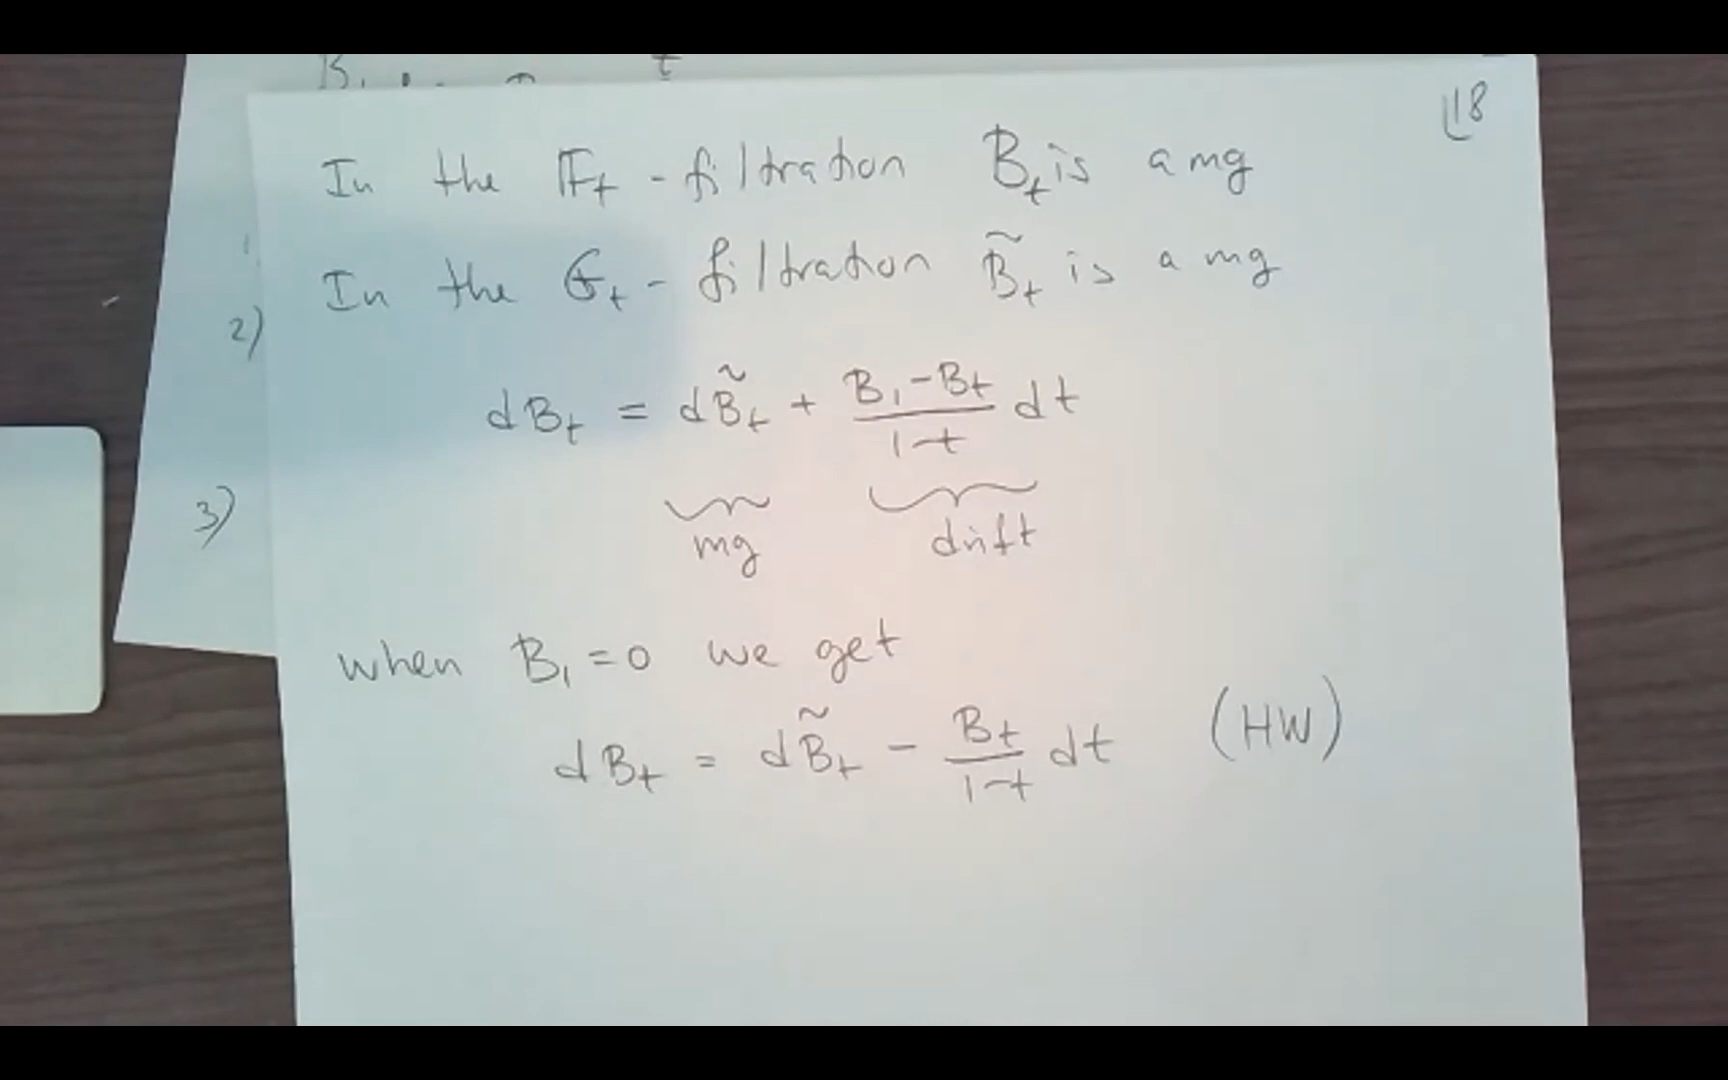 18
In the 𝔽_t - filtration B_t is a mg
In the 𝔾_t - filtration B̃_t is a mg
2)
dB_t = dB̃_t + (B_1 - B_t)/(1-t) dt
3)
mg drift
when B_1 = 0 we get
dB_t = dB̃_t - B_t/(1-t) dt (HW)